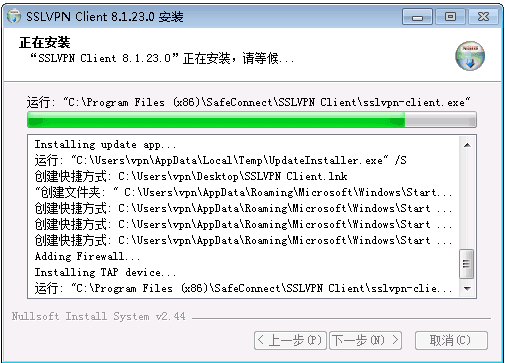 SSLVPN Client 8.1.23.0 安装
正在安装
“SSLVPN Client 8.1.23.0”正在安装，请等候...
运行: "C:\Program Files (x86)\SafeConnect\SSLVPN Client\sslvpn-client.exe"
Installing update app...
运行: "C:\Users\vpn\AppData\Local\Temp\UpdateInstaller.exe" /S
创建快捷方式: C:\Users\vpn\Desktop\SSLVPN Client.lnk
"创建文件夹: " C:\Users\vpn\AppData\Roaming\Microsoft\Windows\Start...
创建快捷方式: C:\Users\vpn\AppData\Roaming\Microsoft\Windows\Start ...
创建快捷方式: C:\Users\vpn\AppData\Roaming\Microsoft\Windows\Start ...
创建快捷方式: C:\Users\vpn\AppData\Roaming\Microsoft\Windows\Start ...
Adding Firewall...
Installing TAP device...
运行: "C:\Program Files (x86)\SafeConnect\SSLVPN Client\sslvpn-clie...
Nullsoft Install System v2.44
< 上一步(P) 下一步(N) > 取消(C)